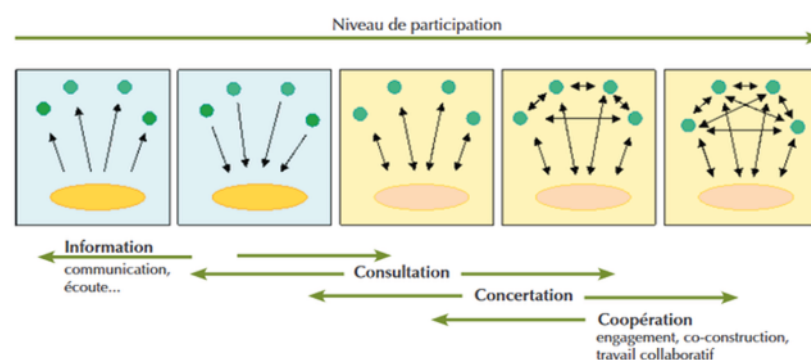 Niveau de participation
Information
communication,
écoute...
Consultation
Concertation
Coopération
engagement, co-construction,
travail collaboratif